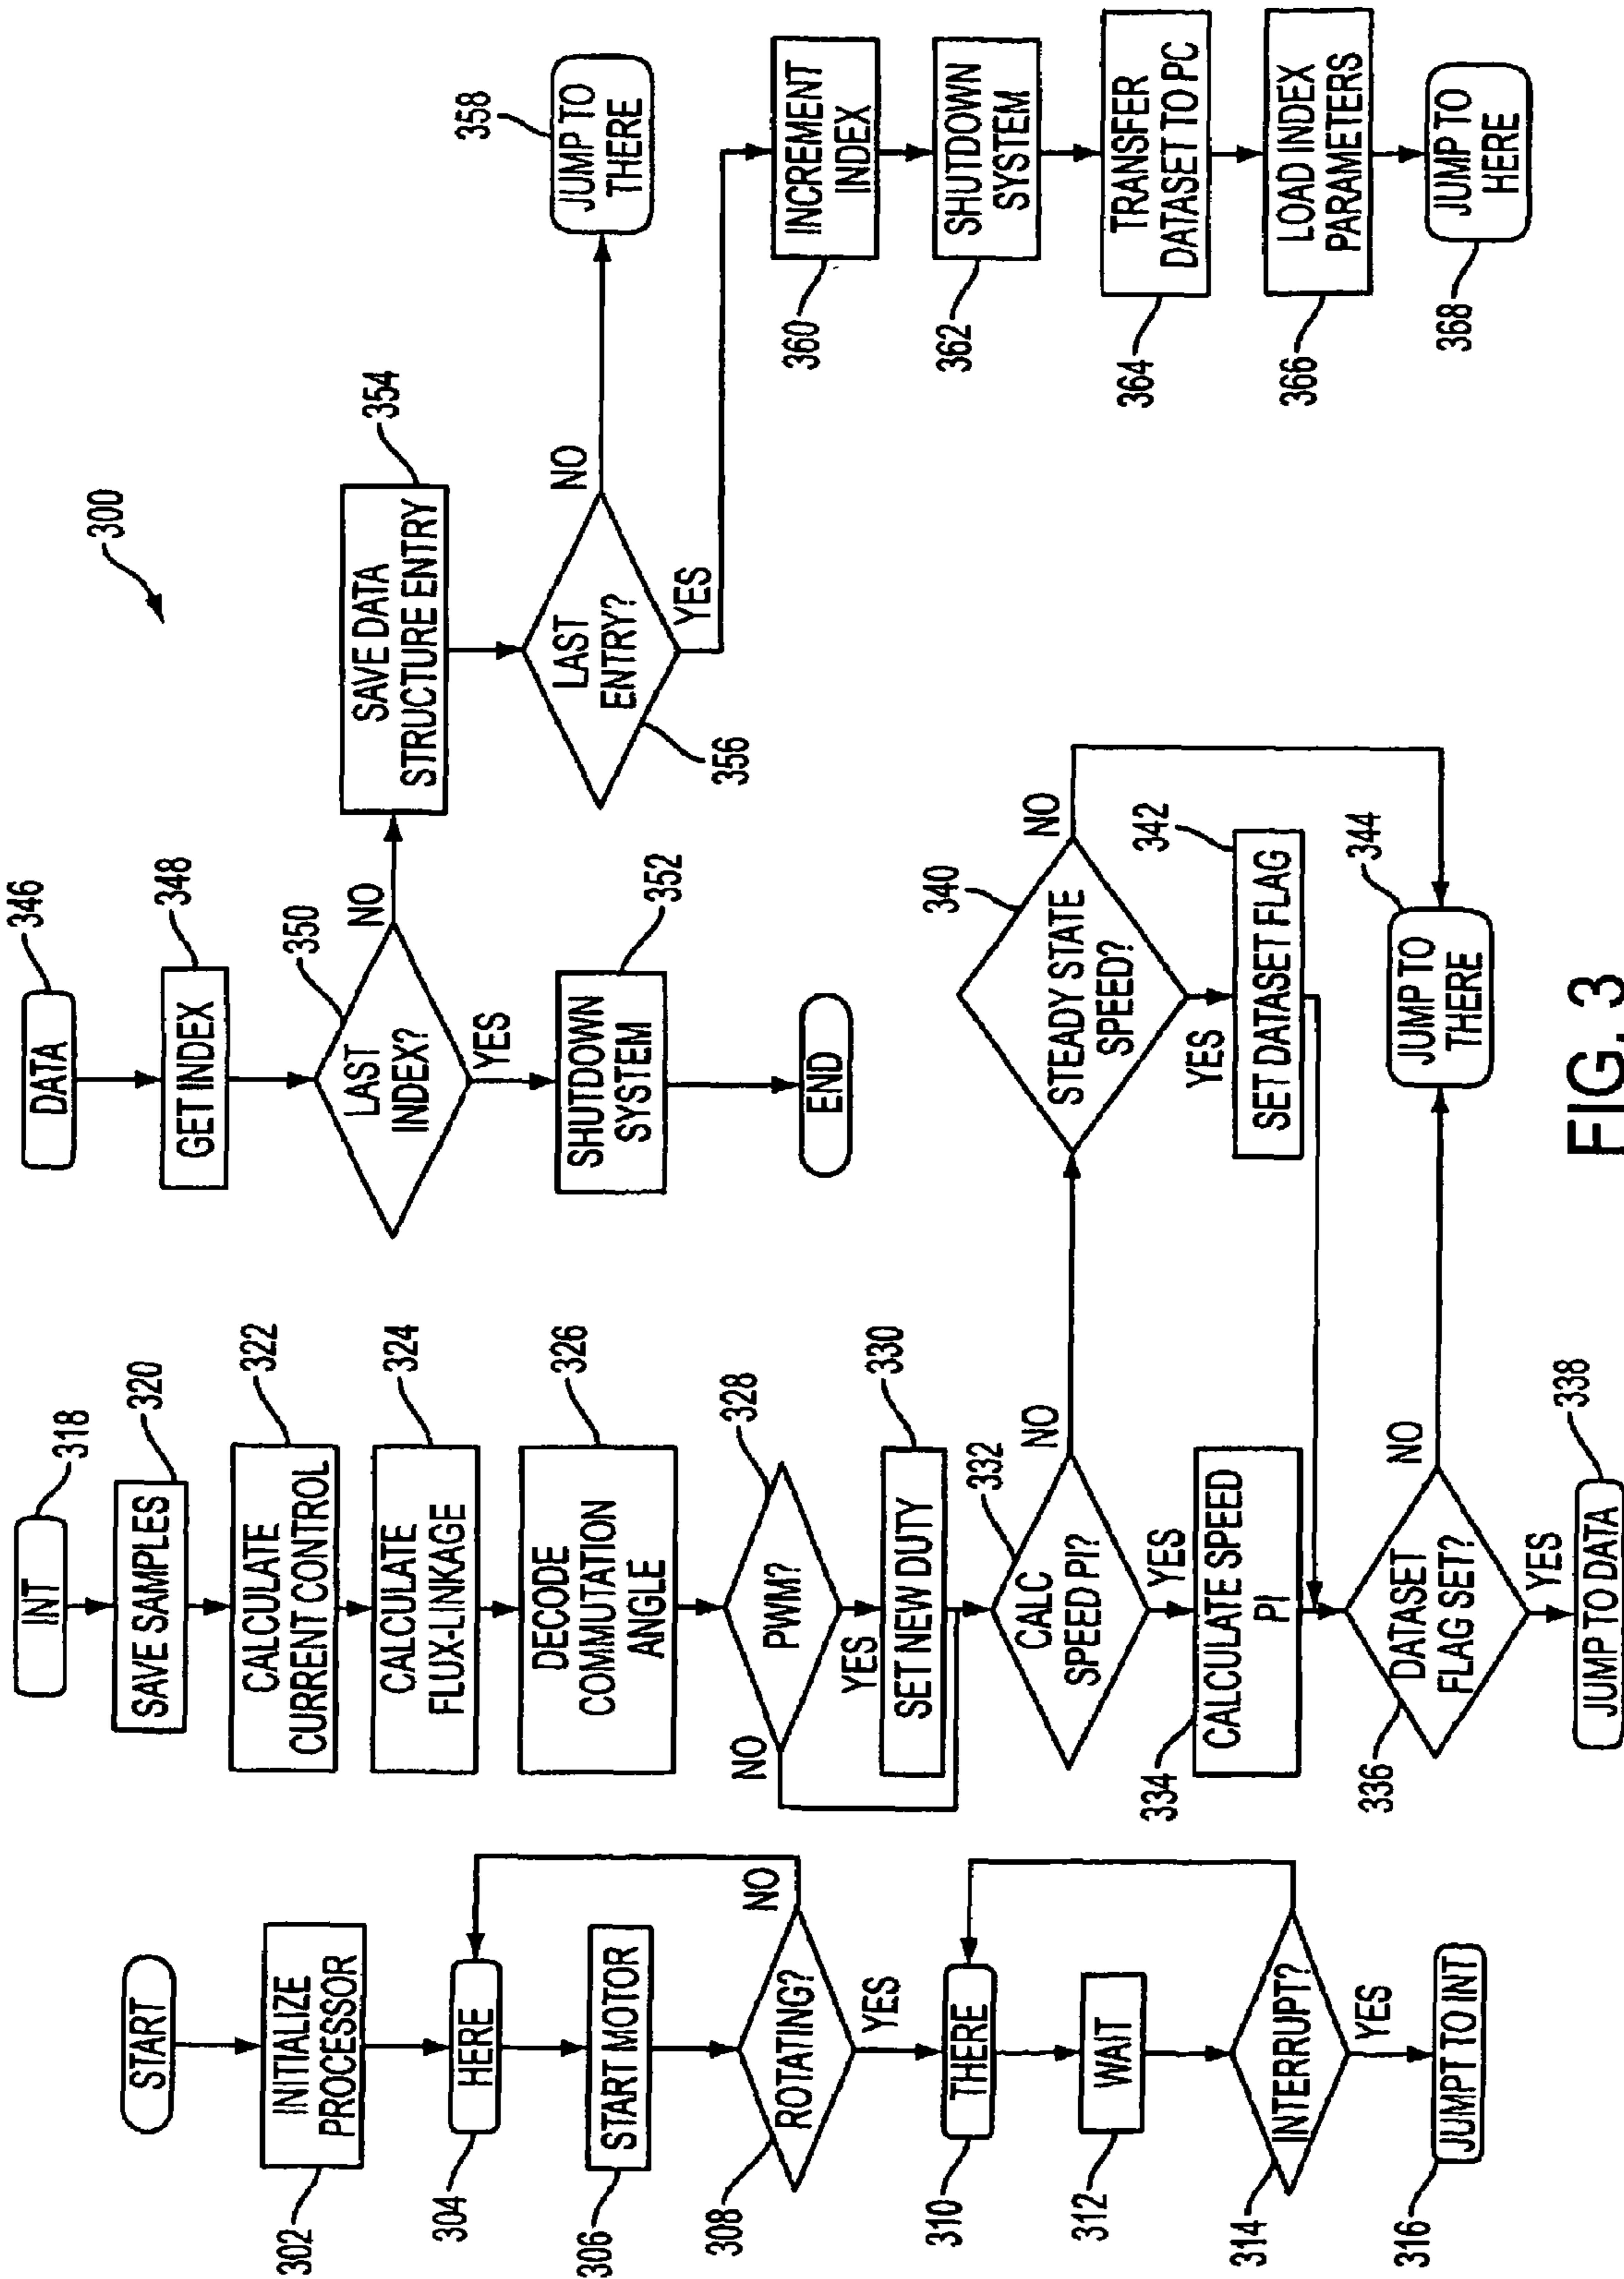 300
START
INITIALIZE
PROCESSOR
302
HERE
304
START MOTOR
306
ROTATING?
308
NO
YES
THERE
310
WAIT
312
INTERRUPT?
314
YES
JUMPT TO INT
316
INT
318
SAVE SAMPLES
320
CALCULATE
CURRENT CONTROL
322
CALCULATE
FLUX-LINKAGE
324
DECODE
COMMUTATION
ANGLE
326
PWM?
328
NO
YES
SET NEW DUTY
330
CALC
SPEED PI?
332
NO
YES
CALCULATE SPEED
PI
334
DATASET
FLAG SET?
336
NO
YES
JUMP TO DATA
338
STEADY STATE
SPEED?
340
NO
YES
SET DATASET FLAG
342
JUMP TO
THERE
344
DATA
346
GET INDEX
348
LAST
INDEX?
350
NO
YES
SHUTDOWN
SYSTEM
352
END
SAVE DATA
STRUCTURE ENTRY
354
LAST
ENTRY?
356
NO
YES
JUMP TO
THERE
358
INCREMENT
INDEX
360
SHUTDOWN
SYSTEM
362
TRANSFER
DATASET TO PC
364
LOAD INDEX
PARAMETERS
366
JUMP TO
HERE
368
FIG. 3